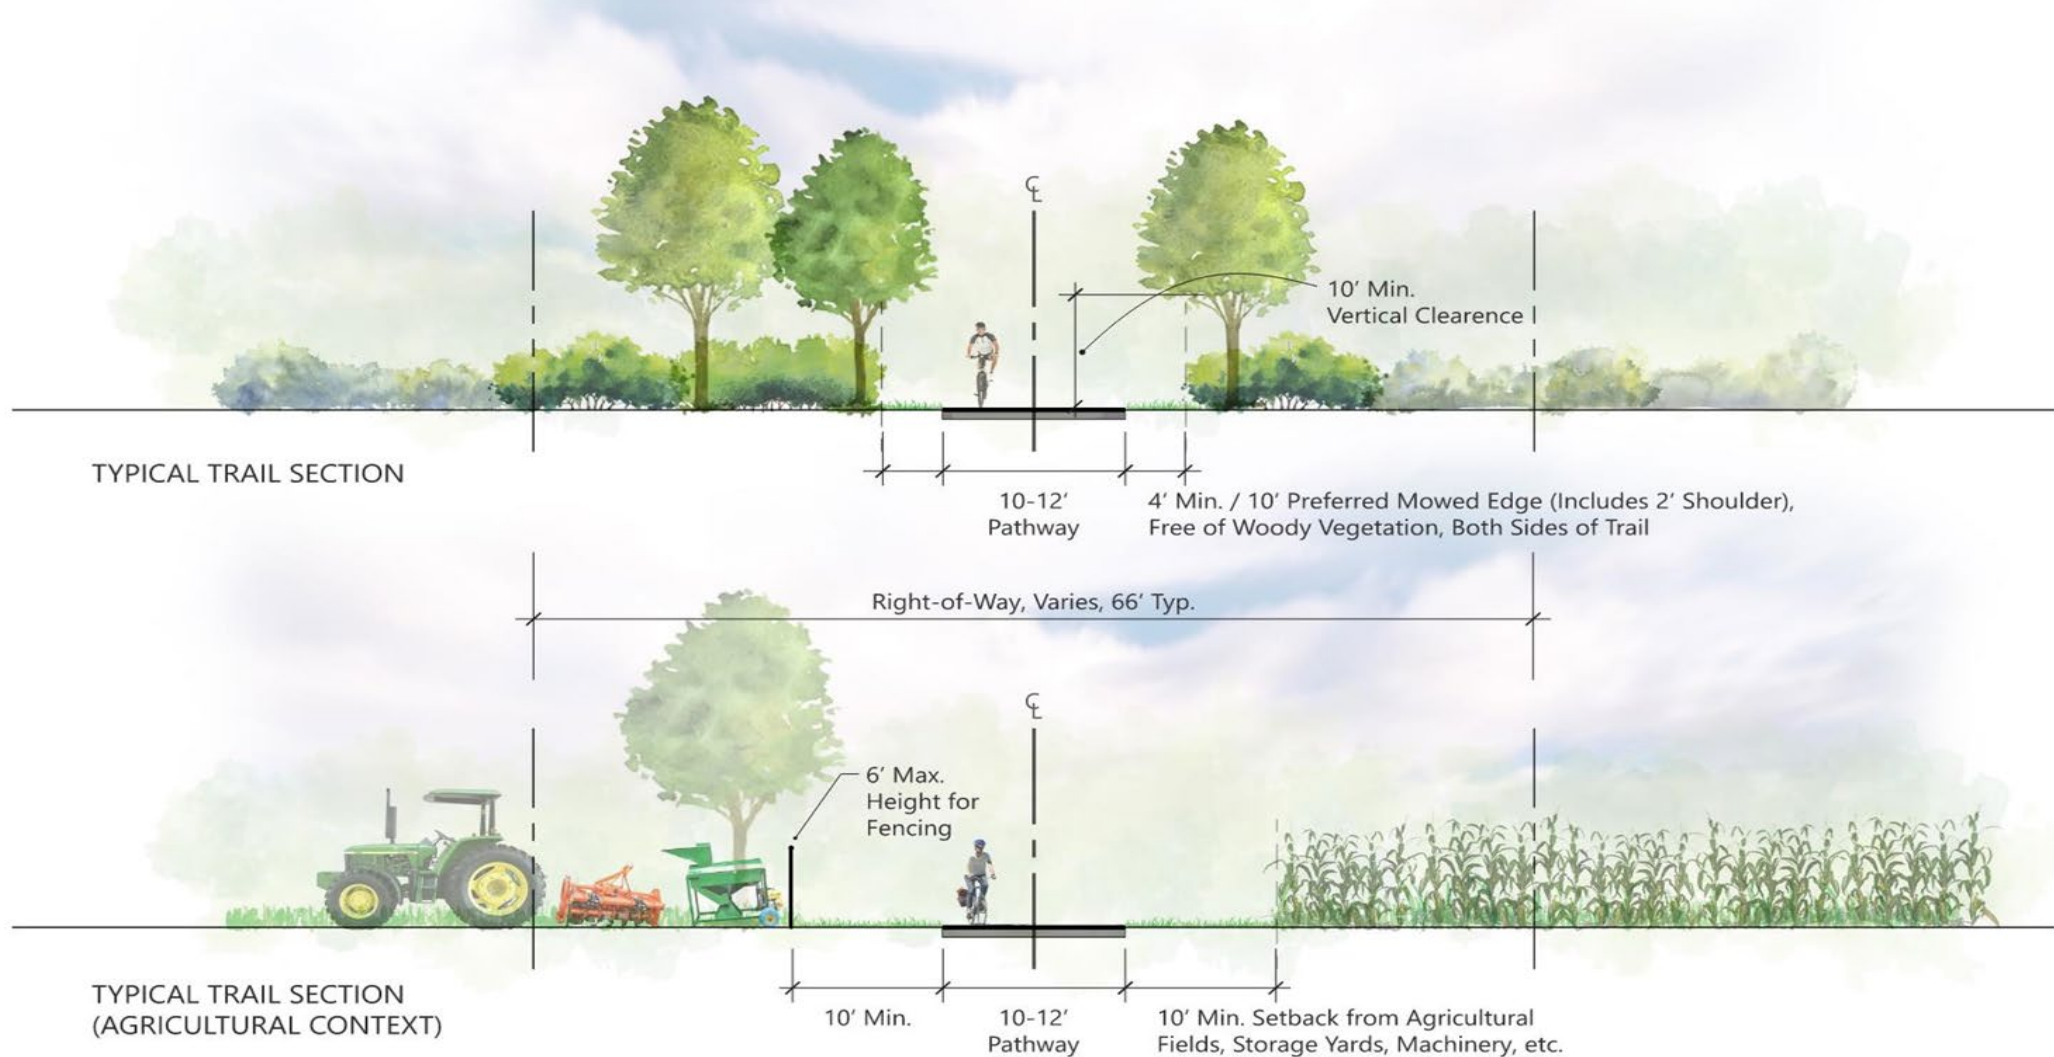 ℄
10' Min.
Vertical Clearence
TYPICAL TRAIL SECTION
10-12'
Pathway
4' Min. / 10' Preferred Mowed Edge (Includes 2' Shoulder),
Free of Woody Vegetation, Both Sides of Trail
Right-of-Way, Varies, 66' Typ.
℄
6' Max.
Height for
Fencing
TYPICAL TRAIL SECTION
(AGRICULTURAL CONTEXT)
10' Min.
10-12'
Pathway
10' Min. Setback from Agricultural
Fields, Storage Yards, Machinery, etc.